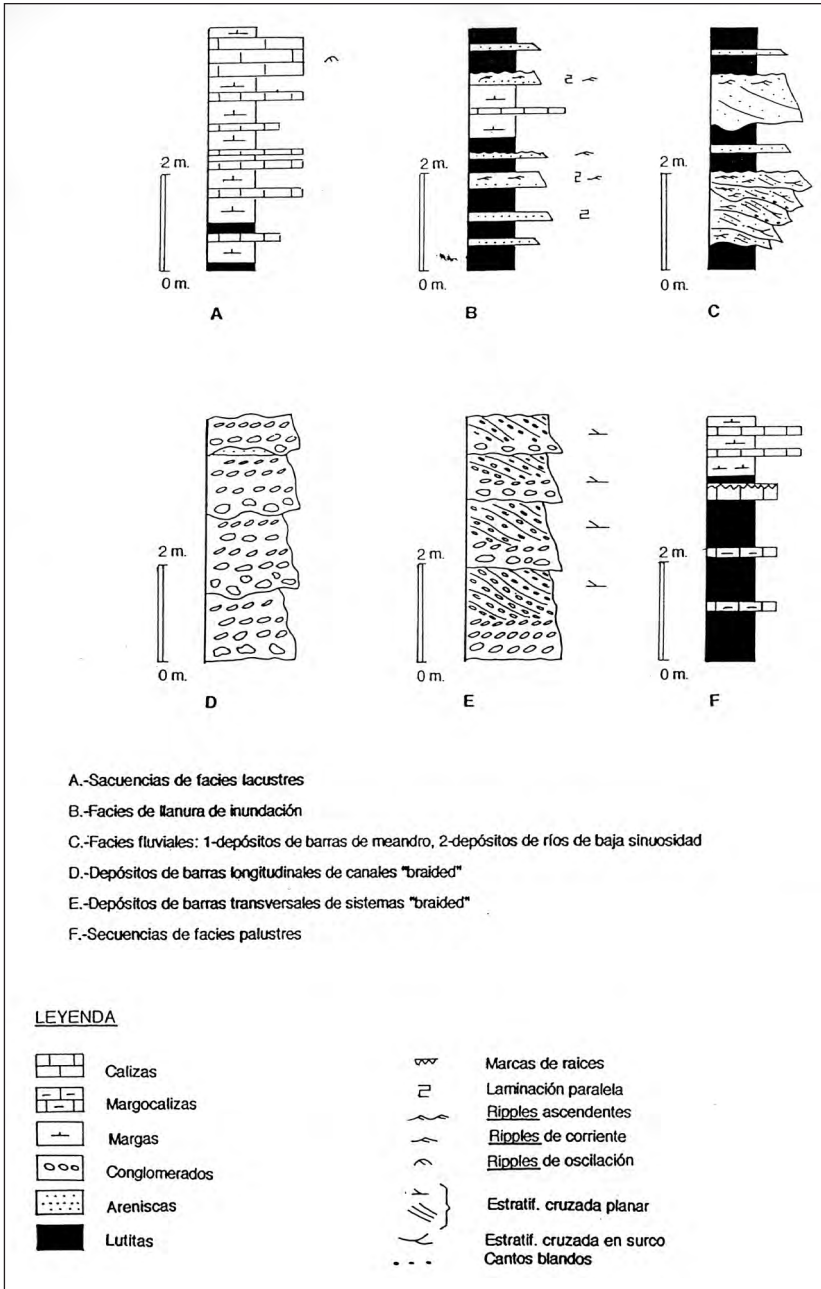 2 m.
0 m.
A
2 m.
0 m.
B
2 m.
0 m.
C
2 m.
0 m.
D
2 m.
0 m.
E
2 m.
0 m.
F
A.-Sacuencias de facies lacustres
B.-Facies de llanura de inundación
C.-Facies fluviales: 1-depósitos de barras de meandro, 2-depósitos de ríos de baja sinuosidad
D.-Depósitos de barras longitudinales de canales "braided"
E.-Depósitos de barras transversales de sistemas "braided"
F.-Secuencias de facies palustres
LEYENDA
Calizas
Margocalizas
Margas
Conglomerados
Areniscas
Lutitas
Marcas de raices
Laminación paralela
Ripples ascendentes
Ripples de corriente
Ripples de oscilación
Estratif. cruzada planar
Estratif. cruzada en surco
Cantos blandos